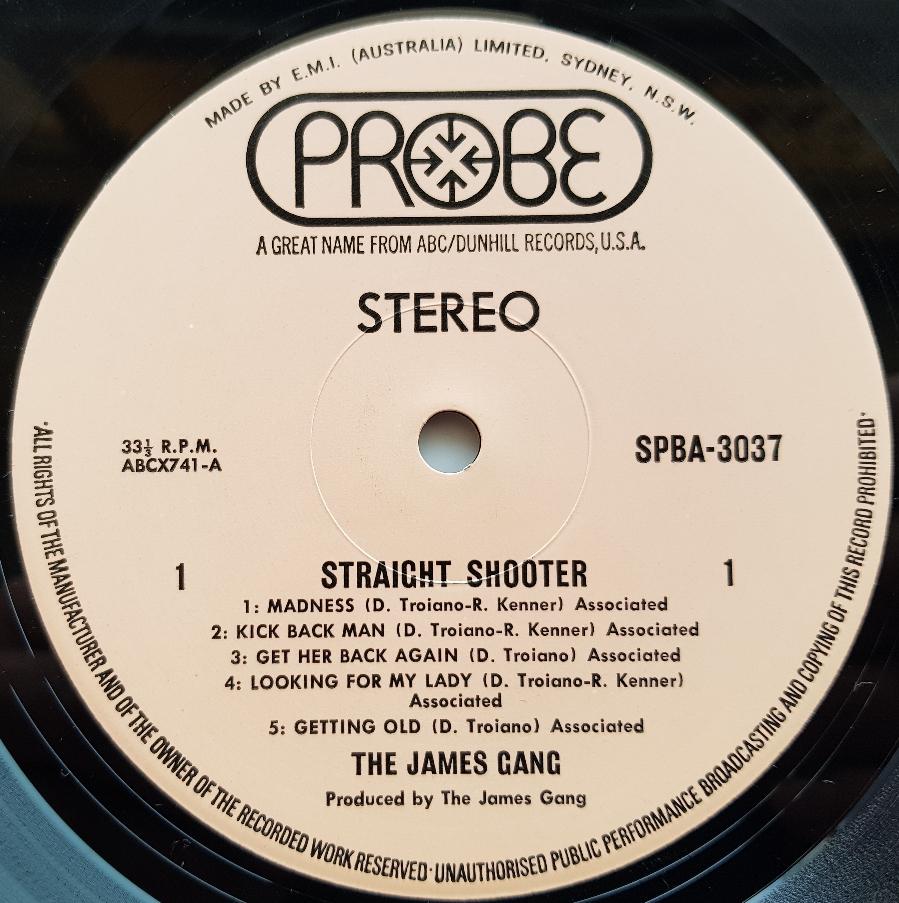 MADE BY E.M.I. (AUSTRALIA) LIMITED, SYDNEY, N.S.W.
PROBE
A GREAT NAME FROM ABC/DUNHILL RECORDS, U.S.A.
STEREO
33⅓ R.P.M.
ABCX741-A
SPBA-3037
1
STRAIGHT SHOOTER
1
1: MADNESS (D. Troiano-R. Kenner) Associated
2: KICK BACK MAN (D. Troiano-R. Kenner) Associated
3: GET HER BACK AGAIN (D. Troiano) Associated
4: LOOKING FOR MY LADY (D. Troiano-R. Kenner)
Associated
5: GETTING OLD (D. Troiano) Associated
THE JAMES GANG
Produced by The James Gang
·ALL RIGHTS OF THE MANUFACTURER AND OF THE OWNER OF THE RECORDED WORK RESERVED·UNAUTHORISED PUBLIC PERFORMANCE BROADCASTING AND COPYING OF THIS RECORD PROHIBITED·